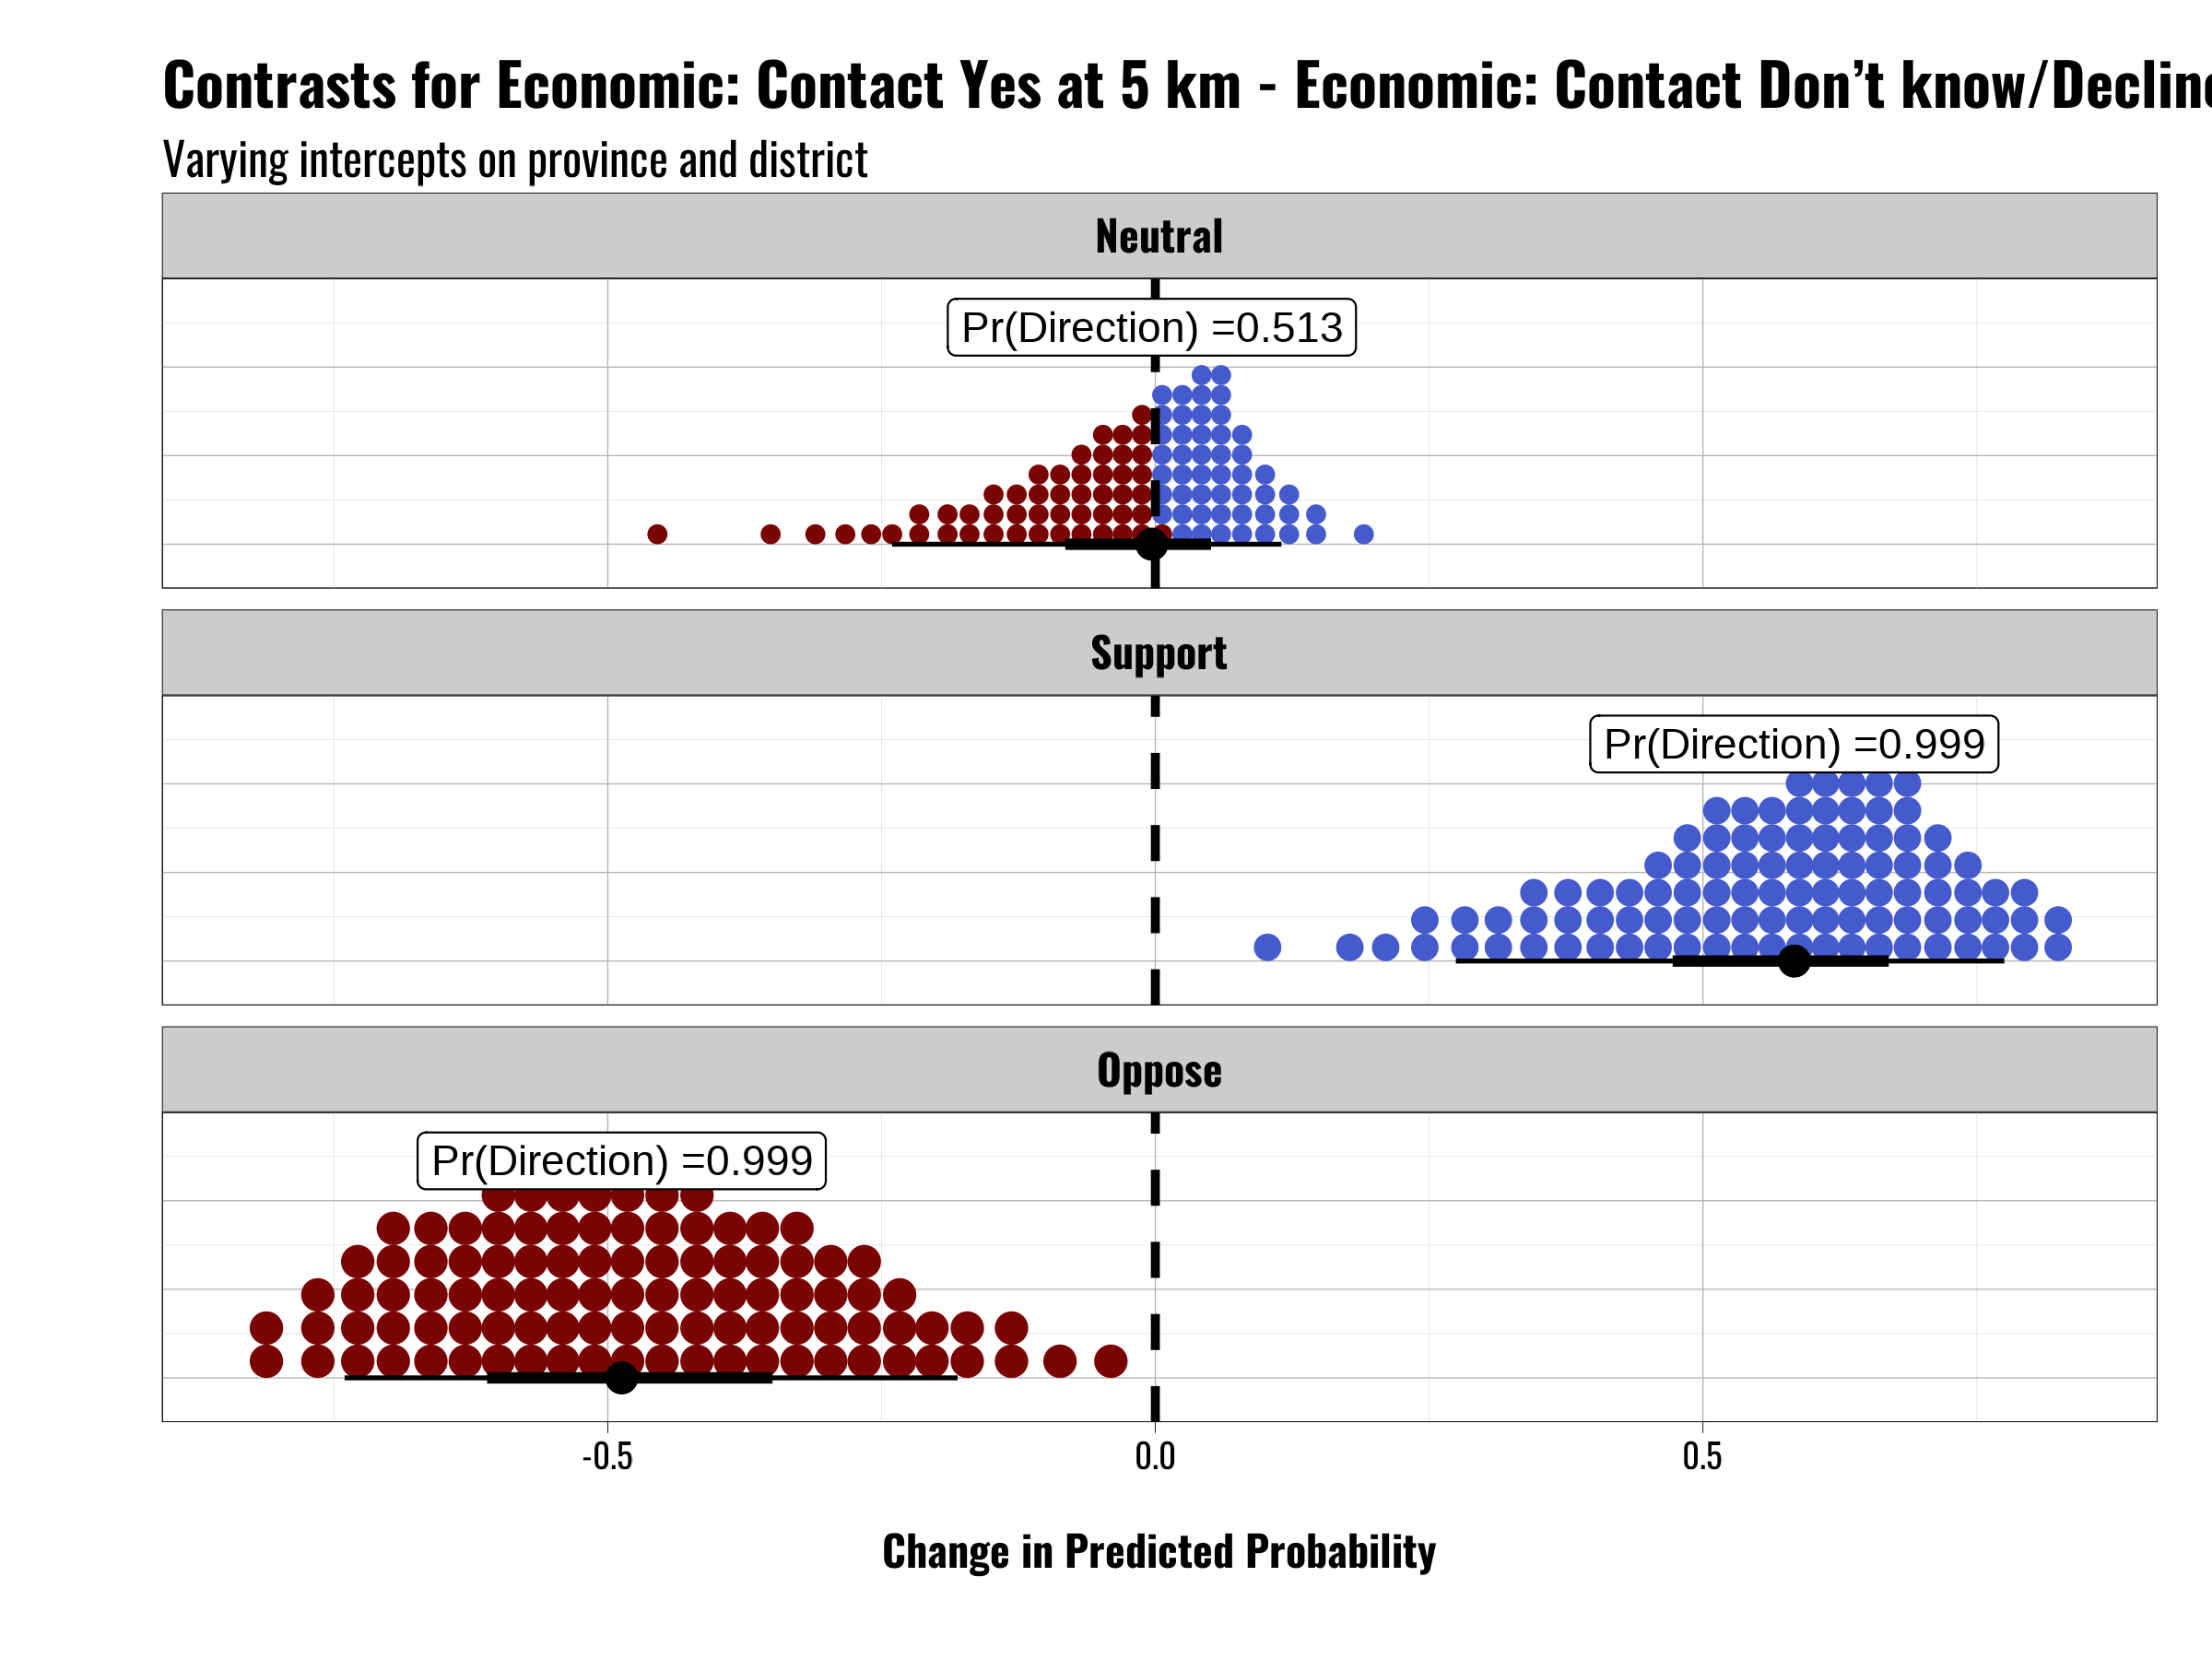 Contrasts for Economic: Contact Yes at 5 km - Economic: Contact Don’t know/Decline
Varying intercepts on province and district
Neutral
Pr(Direction) =0.513
Support
Pr(Direction) =0.999
Oppose
Pr(Direction) =0.999
-0.5 0.0 0.5
Change in Predicted Probability